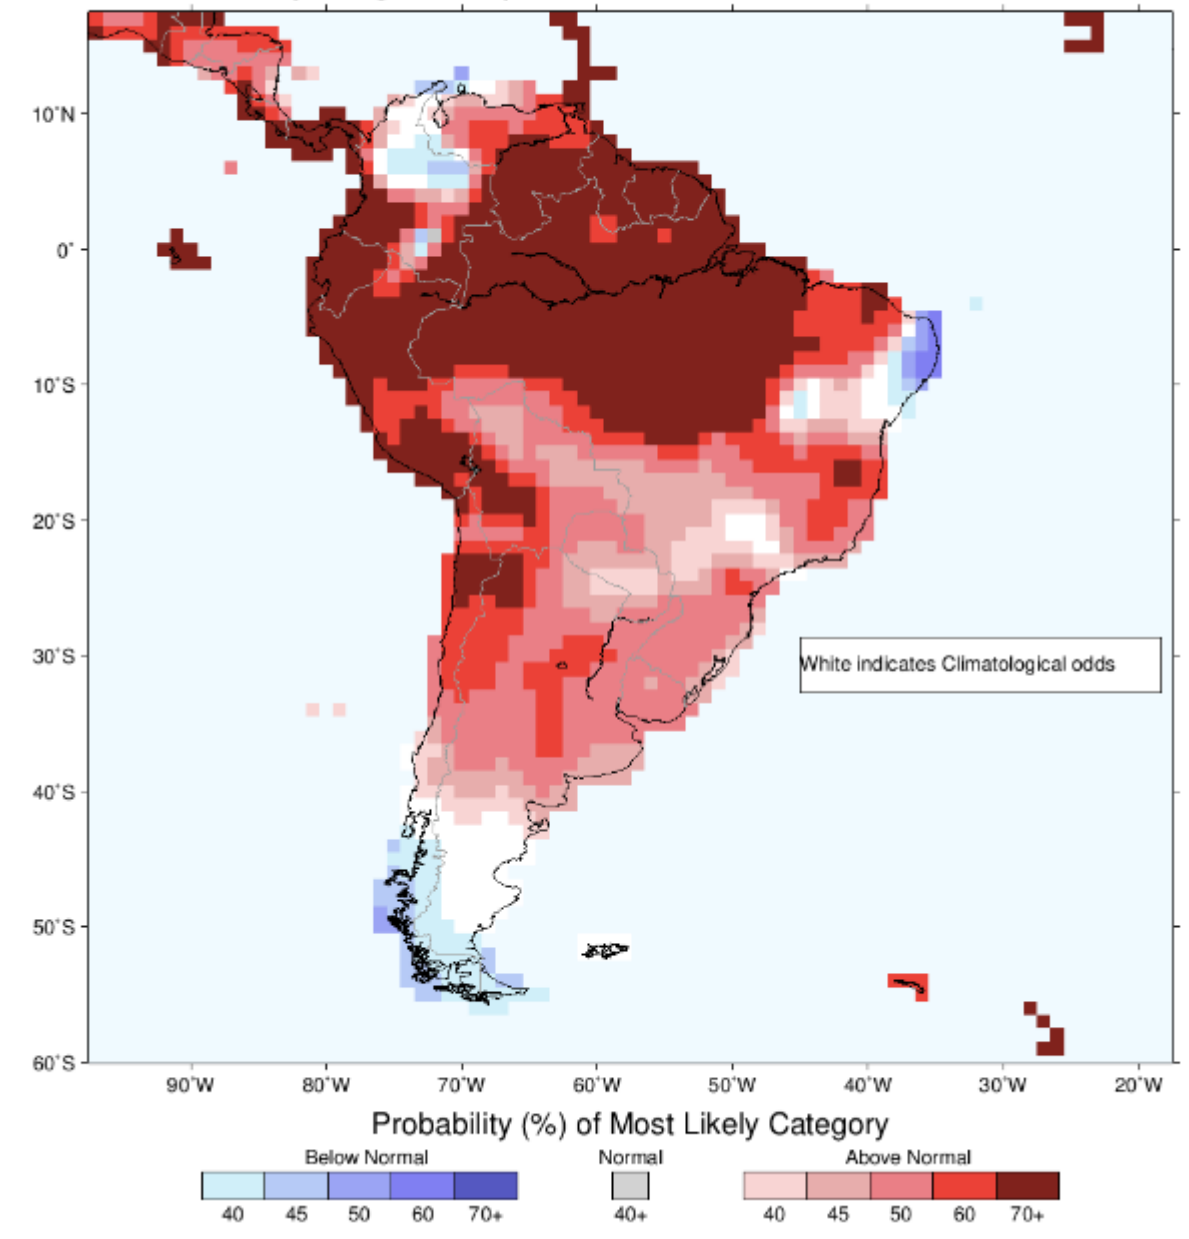 10°N
0°
10°S
20°S
30°S
40°S
50°S
60°S
White indicates Climatological odds
90°W 80°W 70°W 60°W 50°W 40°W 30°W 20°W
Probability (%) of Most Likely Category
Below Normal Normal Above Normal
40 45 50 60 70+ 40+ 40 45 50 60 70+